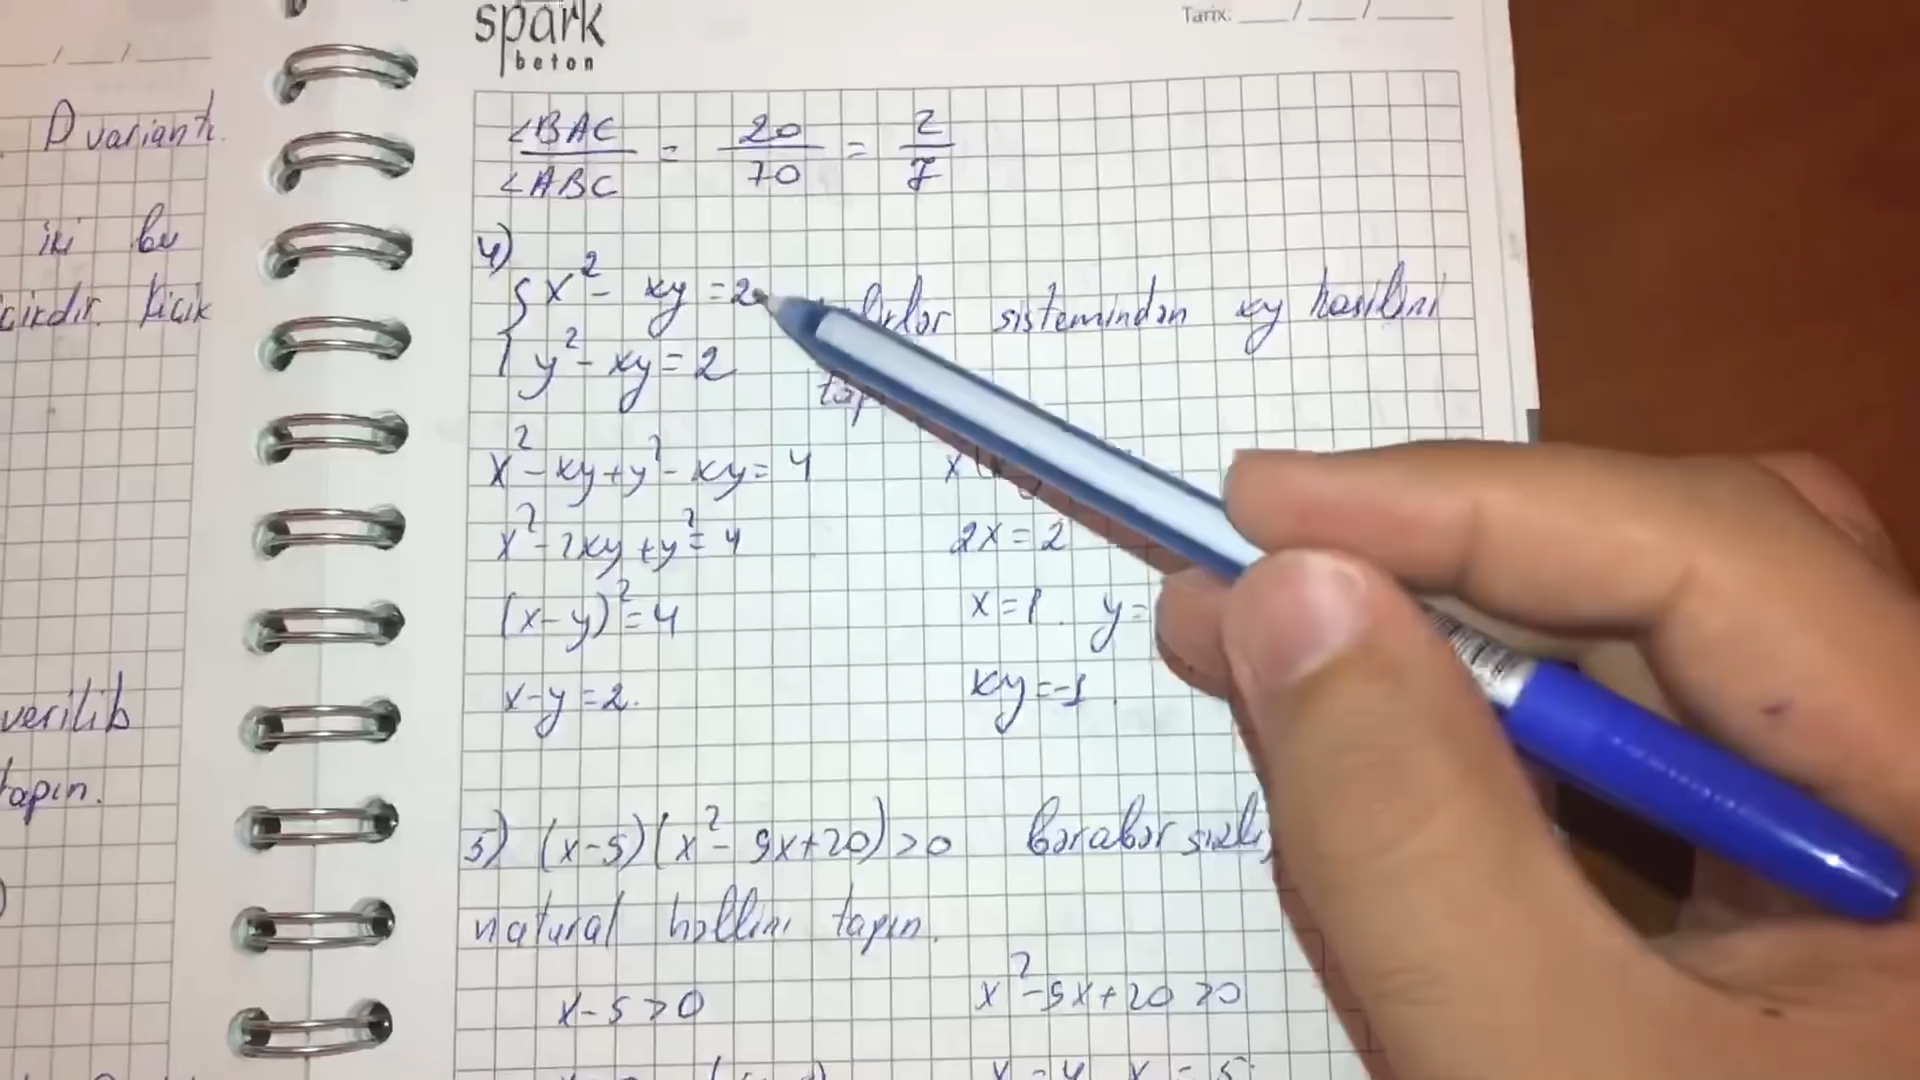 spark
beton
Tarix: ___/___/___
D variantı.
iki bu
Kiçik
verilib
tapın.
∠BAC / ∠ABC = 20/70 = 2/7
4)
{ x² - xy = 2
sistemindən xy hasilini
y² - xy = 2
x² - xy + y² - xy = 4
x² - 2xy + y² = 4
2x = 2
(x - y)² = 4
x = 1. y =
x - y = 2.
xy = -1.
5) (x-5)(x² - 9x+20) > 0
natural həllini tapın.
x - 5 > 0
x² - 9x + 20 > 0